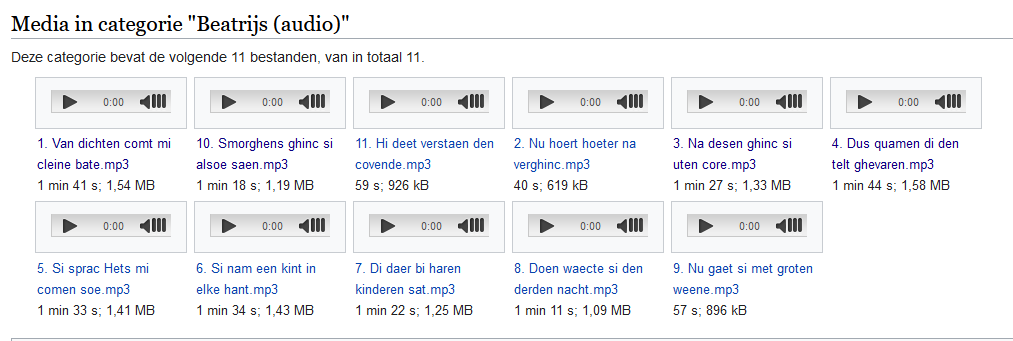 Media in categorie "Beatrijs (audio)"
Deze categorie bevat de volgende 11 bestanden, van in totaal 11.
0:00
1. Van dichten comt mi
cleine bate.mp3
1 min 41 s; 1,54 MB
0:00
10. Smorghens ghinc si
alsoe saen.mp3
1 min 18 s; 1,19 MB
0:00
11. Hi deet verstaen den
covende.mp3
59 s; 926 kB
0:00
2. Nu hoert hoeter na
verghinc.mp3
40 s; 619 kB
0:00
3. Na desen ghinc si
uten core.mp3
1 min 27 s; 1,33 MB
0:00
4. Dus quamen di den
telt ghevaren.mp3
1 min 44 s; 1,58 MB
0:00
5. Si sprac Hets mi
comen soe.mp3
1 min 33 s; 1,41 MB
0:00
6. Si nam een kint in
elke hant.mp3
1 min 34 s; 1,43 MB
0:00
7. Di daer bi haren
kinderen sat.mp3
1 min 22 s; 1,25 MB
0:00
8. Doen waecte si den
derden nacht.mp3
1 min 11 s; 1,09 MB
0:00
9. Nu gaet si met groten
weene.mp3
57 s; 896 kB